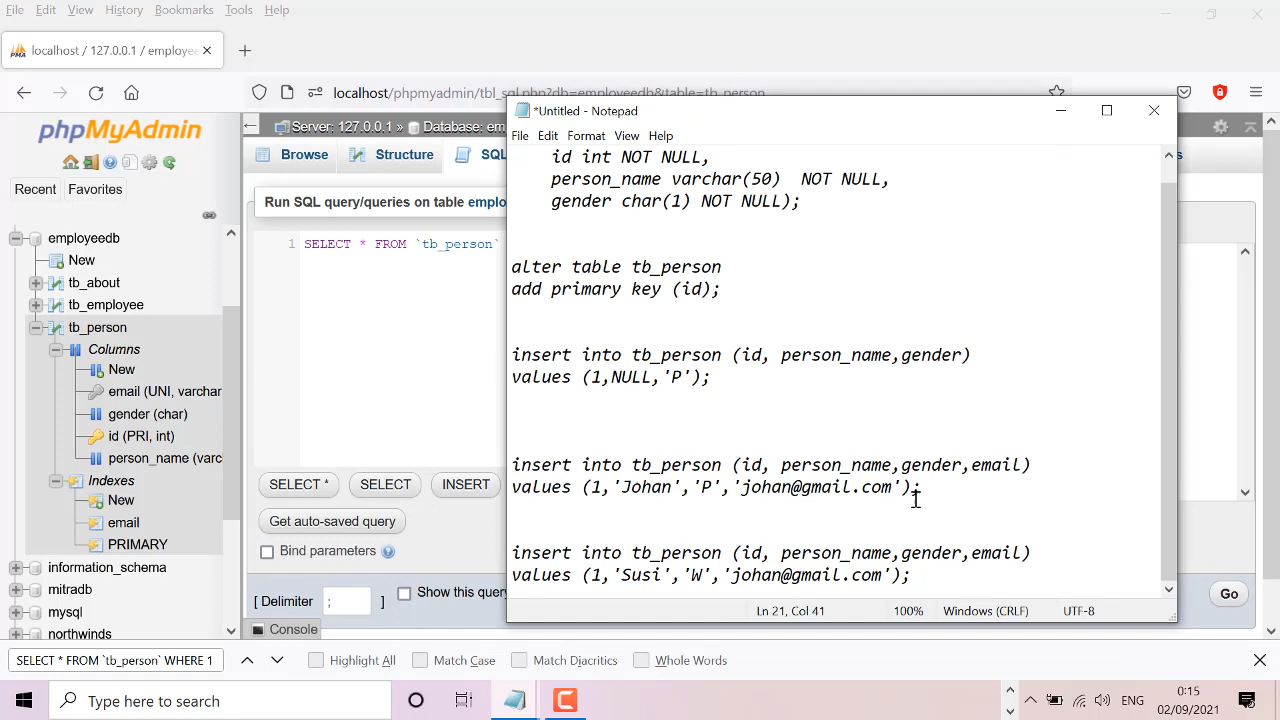 File Edit View History Bookmarks Tools Help
PMA localhost / 127.0.0.1 / employee
localhost/phpmyadmin/tbl_sql.php?db=employeedb&table=tb_person
phpMyAdmin
Recent Favorites
employeedb
New
tb_about
tb_employee
tb_person
Columns
New
email (UNI, varchar
gender (char)
id (PRI, int)
person_name (varc
Indexes
New
email
PRIMARY
information_schema
mitradb
mysql
northwinds
Server: 127.0.0.1 » Database: em
Browse Structure SQL
Run SQL query/queries on table emplo
1 SELECT * FROM `tb_person`
SELECT * SELECT INSERT
Get auto-saved query
Bind parameters
[ Delimiter ; ] Show this query
Go
Console
*Untitled - Notepad
File Edit Format View Help
id int NOT NULL,
person_name varchar(50) NOT NULL,
gender char(1) NOT NULL);
alter table tb_person
add primary key (id);
insert into tb_person (id, person_name,gender)
values (1,NULL,'P');
insert into tb_person (id, person_name,gender,email)
values (1,'Johan','P','johan@gmail.com');
insert into tb_person (id, person_name,gender,email)
values (1,'Susi','W','johan@gmail.com');
Ln 21, Col 41 100% Windows (CRLF) UTF-8
SELECT * FROM `tb_person` WHERE 1 Highlight All Match Case Match Diacritics Whole Words
Type here to search
ENG
0:15
02/09/2021